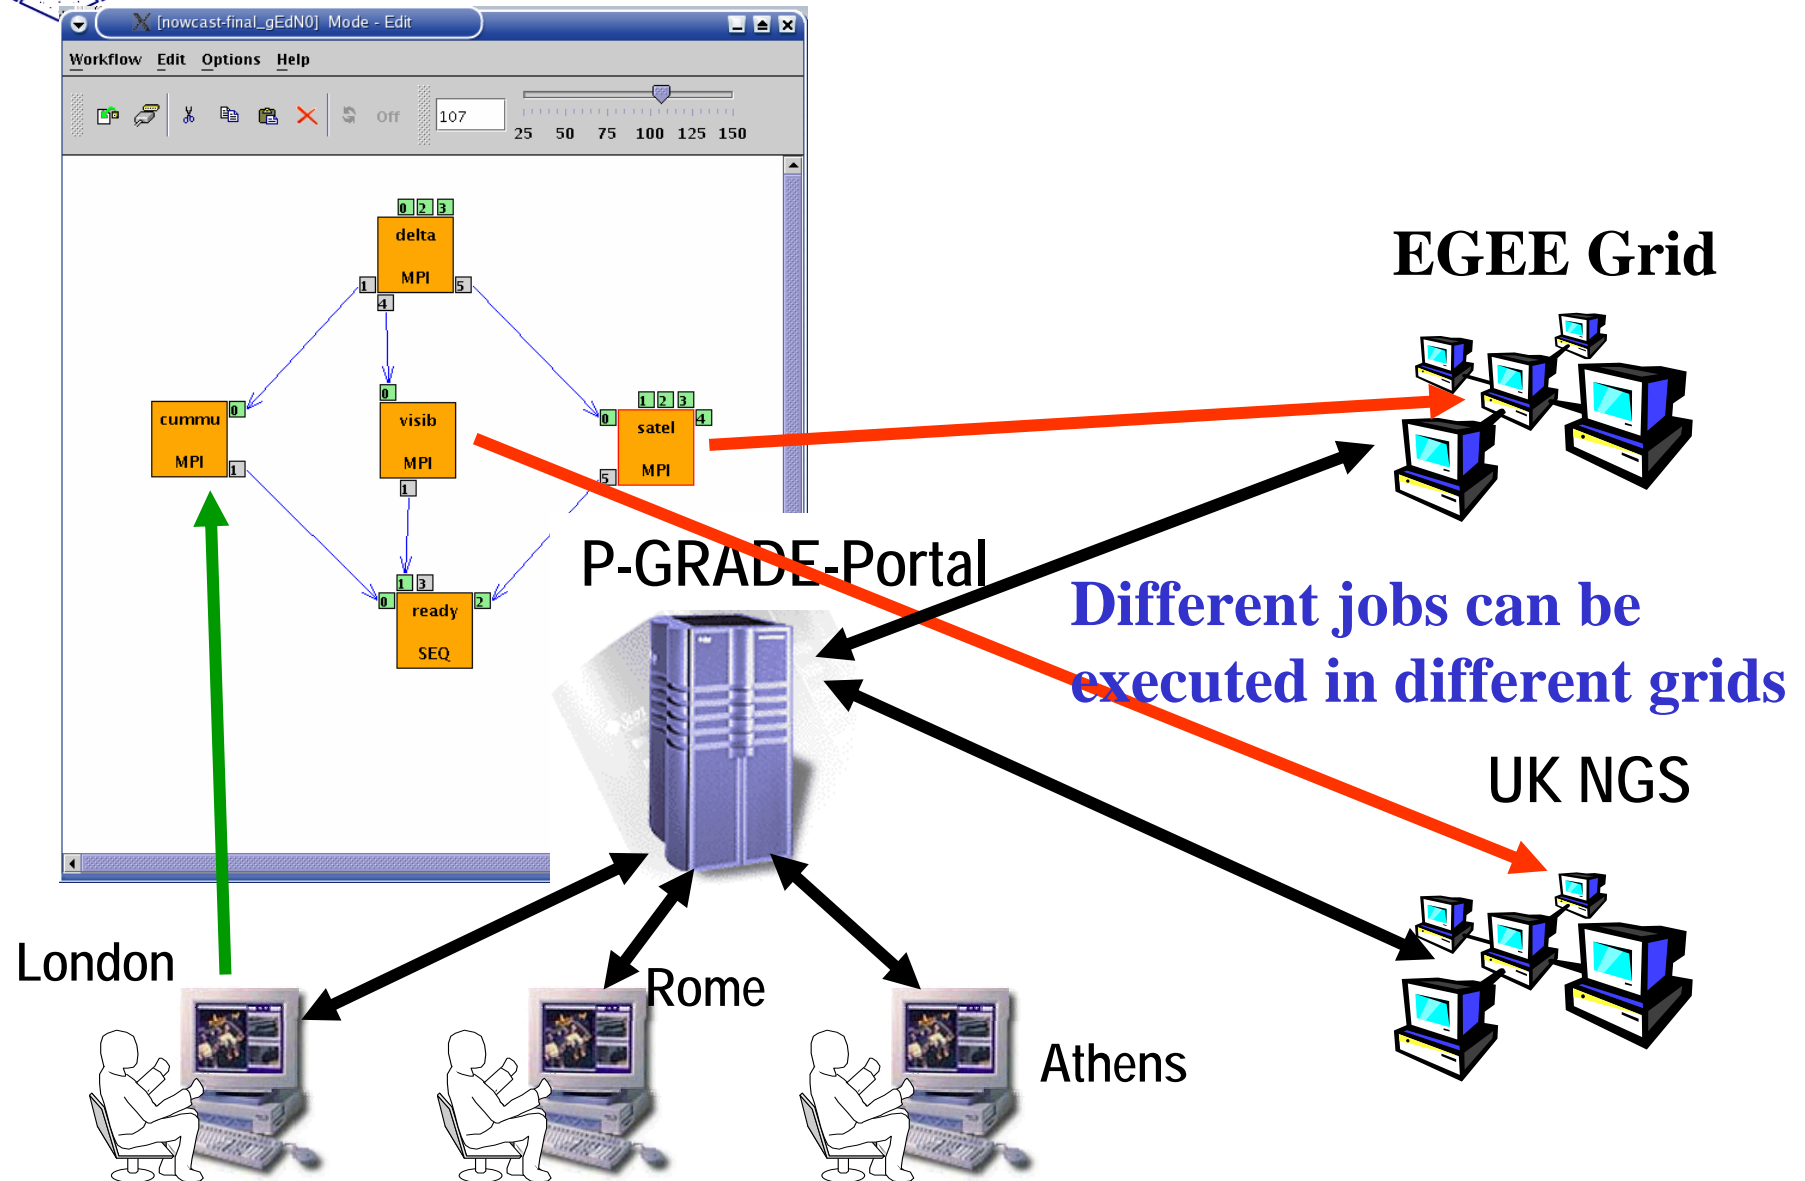 [nowcast-final_gEdN0] Mode - Edit
Workflow Edit Options Help
Off
107
25 50 75 100 125 150
0 2 3
delta
MPI
1 4 5
0
cummu
MPI
1
0
visib
MPI
1
1 2 3
0 4
satel
MPI
5
1 3
0 2
ready
SEQ
EGEE Grid
P-GRADE-Portal
Different jobs can be
executed in different grids
UK NGS
London
Rome
Athens